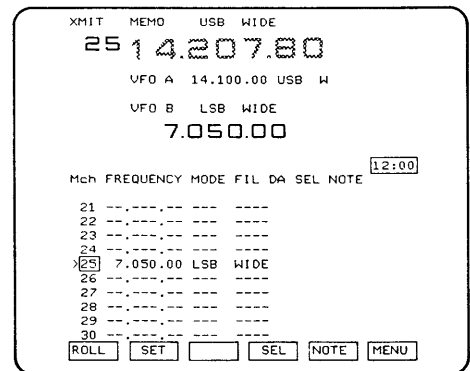 XMIT MEMO USB WIDE
25 14.207.80
VFO A 14.100.00 USB W
VFO B LSB WIDE
7.050.00
12:00
Mch FREQUENCY MODE FIL DA SEL NOTE
21 --.---.-- --- ----
22 --.---.-- --- ----
23 --.---.-- --- ----
24 --.---.-- --- ----
>25 7.050.00 LSB WIDE
26 --.---.-- --- ----
27 --.---.-- --- ----
28 --.---.-- --- ----
29 --.---.-- --- ----
30 --.---.-- --- ----
ROLL SET SEL NOTE MENU